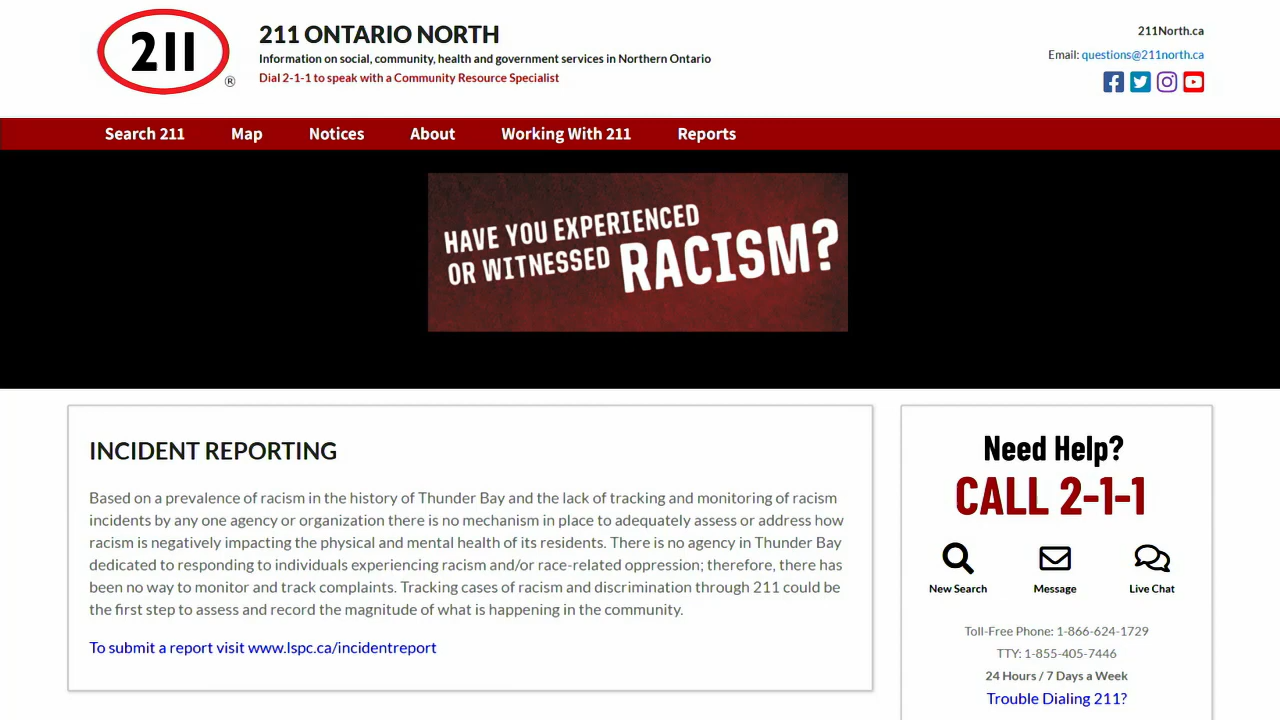 211®
211 ONTARIO NORTH
Information on social, community, health and government services in Northern Ontario
Dial 2-1-1 to speak with a Community Resource Specialist
211North.ca
Email: questions@211north.ca
Search 211 Map Notices About Working With 211 Reports
HAVE YOU EXPERIENCED
OR WITNESSED RACISM?
INCIDENT REPORTING
Based on a prevalence of racism in the history of Thunder Bay and the lack of tracking and monitoring of racism
incidents by any one agency or organization there is no mechanism in place to adequately assess or address how
racism is negatively impacting the physical and mental health of its residents. There is no agency in Thunder Bay
dedicated to responding to individuals experiencing racism and/or race-related oppression; therefore, there has
been no way to monitor and track complaints. Tracking cases of racism and discrimination through 211 could be
the first step to assess and record the magnitude of what is happening in the community.
To submit a report visit www.lspc.ca/incidentreport
Need Help?
CALL 2-1-1
New Search Message Live Chat
Toll-Free Phone: 1-866-624-1729
TTY: 1-855-405-7446
24 Hours / 7 Days a Week
Trouble Dialing 211?